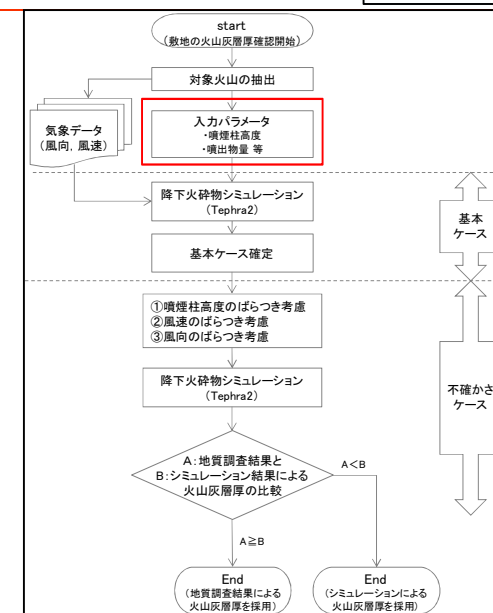 start
(敷地の火山灰層厚確認開始)
対象火山の抽出
気象データ
(風向, 風速)
入力パラメータ
・噴煙柱高度
・噴出物量 等
降下火砕物シミュレーション
(Tephra2)
基本ケース確定
基本
ケース
①噴煙柱高度のばらつき考慮
②風速のばらつき考慮
③風向のばらつき考慮
降下火砕物シミュレーション
(Tephra2)
不確かさ
ケース
A:地質調査結果と
B:シミュレーション結果による
火山灰層厚の比較
A<B
A≧B
End
(地質調査結果による
火山灰層厚を採用)
End
(シミュレーションによる
火山灰層厚を採用)